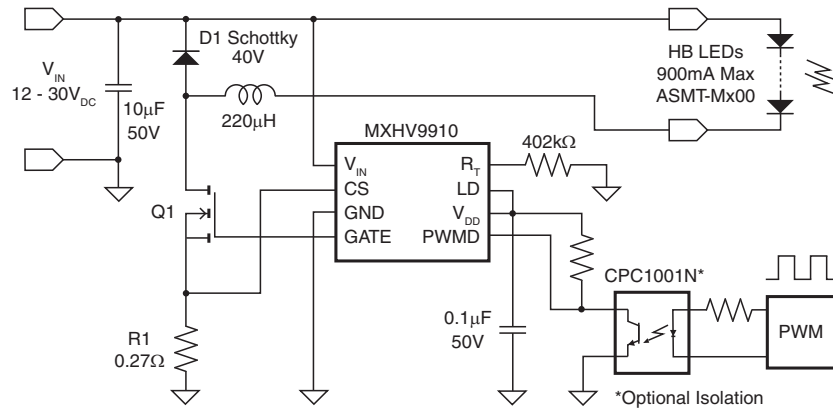 D1 Schottky
40V
HB LEDs
900mA Max
ASMT-Mx00
V_IN
12 - 30V_DC
10μF
50V
220μH
MXHV9910
402kΩ
V_IN
R_T
CS
LD
GND
V_DD
GATE
PWMD
Q1
CPC1001N*
R1
0.27Ω
0.1μF
50V
PWM
*Optional Isolation